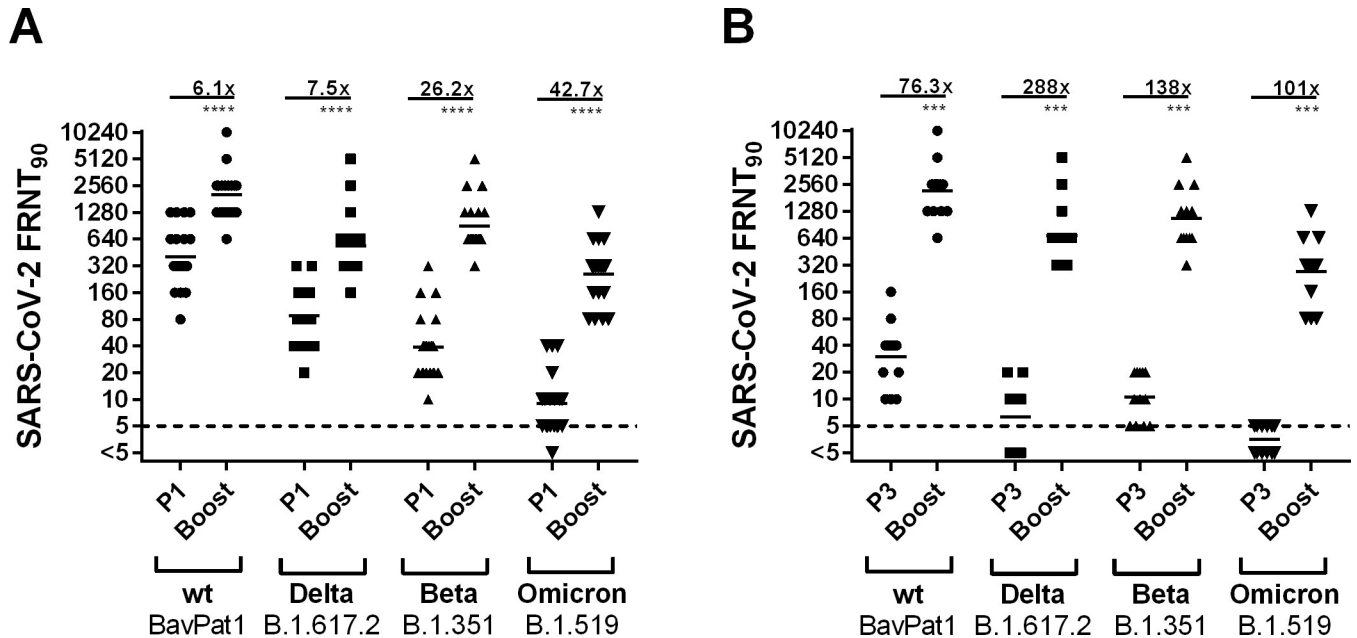 A
6.1x 7.5x 26.2x 42.7x
**** **** **** ****
SARS-CoV-2 FRNT90
10240
5120
2560
1280
640
320
160
80
40
20
10
5
<5
P1 Boost P1 Boost P1 Boost P1 Boost
wt Delta Beta Omicron
BavPat1 B.1.617.2 B.1.351 B.1.519
B
76.3x 288x 138x 101x
*** *** *** ***
SARS-CoV-2 FRNT90
10240
5120
2560
1280
640
320
160
80
40
20
10
5
<5
P3 Boost P3 Boost P3 Boost P3 Boost
wt Delta Beta Omicron
BavPat1 B.1.617.2 B.1.351 B.1.519